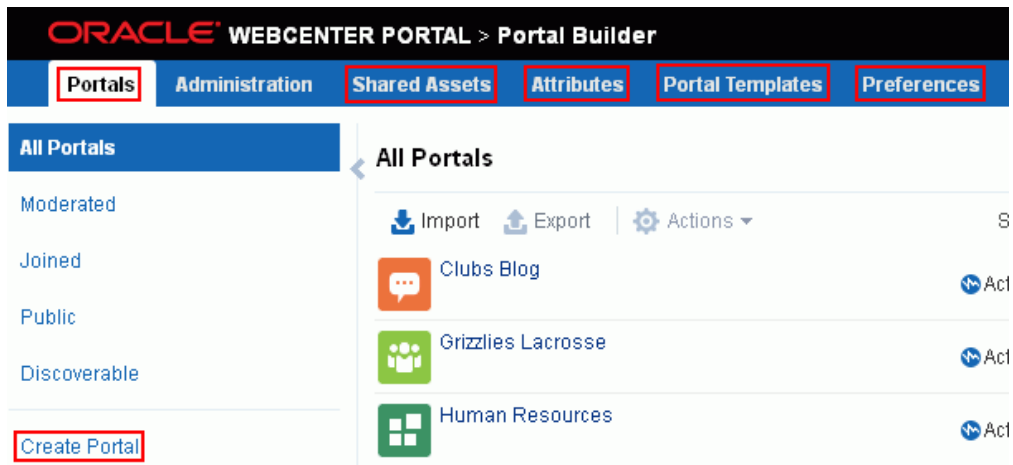 ORACLE WEBCENTER PORTAL > Portal Builder
Portals Administration Shared Assets Attributes Portal Templates Preferences
All Portals
Moderated
Joined
Public
Discoverable
Create Portal
All Portals
Import Export Actions
Clubs Blog
Grizzlies Lacrosse
Human Resources